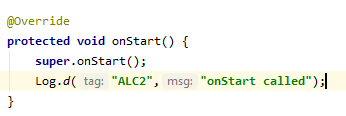 @Override
protected void onStart() {
super.onStart();
Log.d( tag: "ALC2", msg: "onStart called");
}